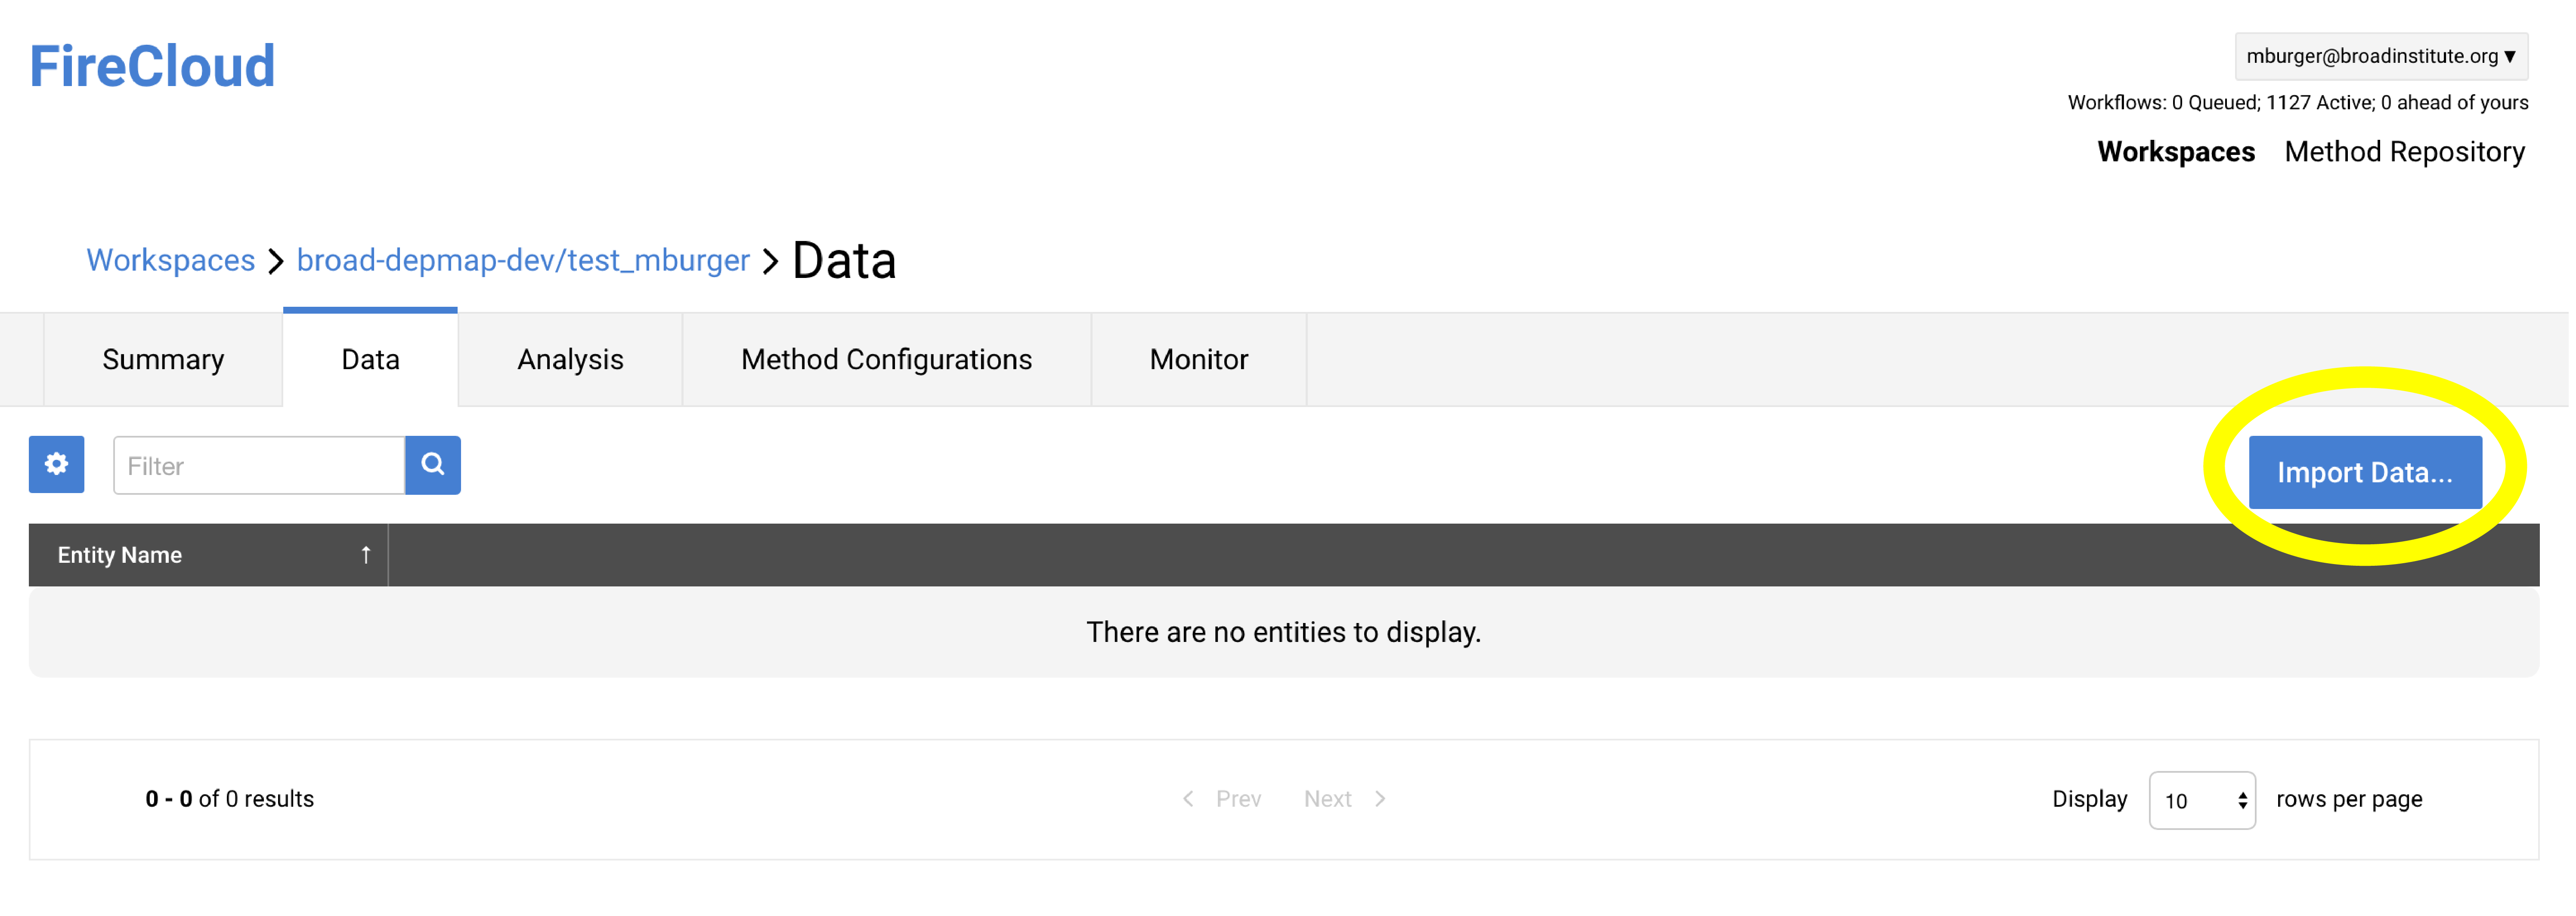 FireCloud
mburger@broadinstitute.org ▼
Workflows: 0 Queued; 1127 Active; 0 ahead of yours
Workspaces Method Repository
Workspaces > broad-depmap-dev/test_mburger > Data
Summary Data Analysis Method Configurations Monitor
Filter
Import Data...
Entity Name ↑
There are no entities to display.
0 - 0 of 0 results < Prev Next > Display 10 rows per page